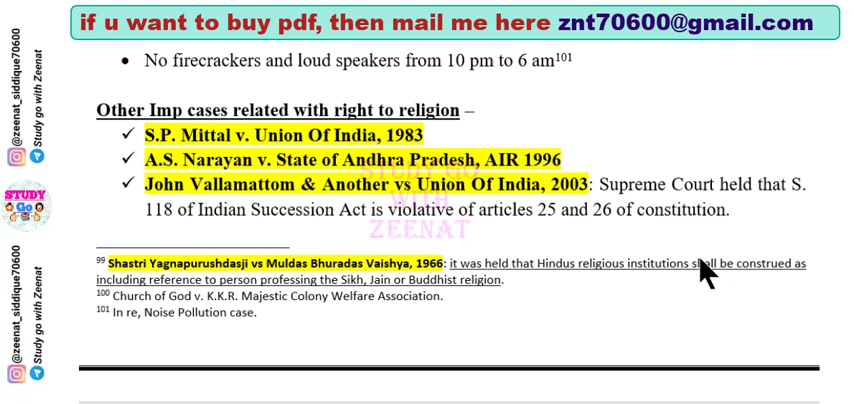 if u want to buy pdf, then mail me here znt70600@gmail.com
• No firecrackers and loud speakers from 10 pm to 6 am101
Other Imp cases related with right to religion –
✓ S.P. Mittal v. Union Of India, 1983
✓ A.S. Narayan v. State of Andhra Pradesh, AIR 1996
✓ John Vallamattom & Another vs Union Of India, 2003: Supreme Court held that S.
118 of Indian Succession Act is violative of articles 25 and 26 of constitution.
STUDY GO
WITH
ZEENAT
99 Shastri Yagnapurushdasji vs Muldas Bhuradas Vaishya, 1966: it was held that Hindus religious institutions shall be construed as
including reference to person professing the Sikh, Jain or Buddhist religion.
100 Church of God v. K.K.R. Majestic Colony Welfare Association.
101 In re, Noise Pollution case.
@zeenat_siddique70600
Study go with Zeenat
STUDY
Go
@zeenat_siddique70600
Study go with Zeenat